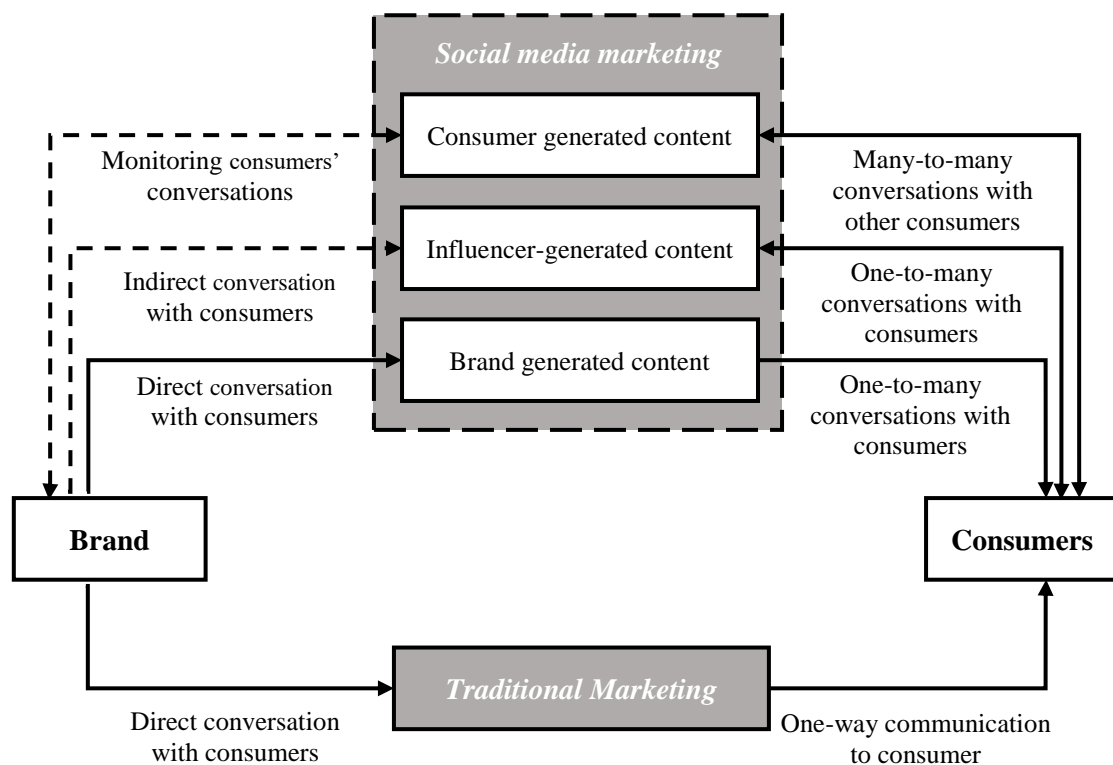 Social media marketing
Consumer generated content
Monitoring consumers’
conversations
Many-to-many
conversations with
other consumers
Influencer-generated content
Indirect conversation
with consumers
One-to-many
conversations with
consumers
Brand generated content
Direct conversation
with consumers
One-to-many
conversations with
consumers
Brand
Consumers
Traditional Marketing
Direct conversation
with consumers
One-way communication
to consumer